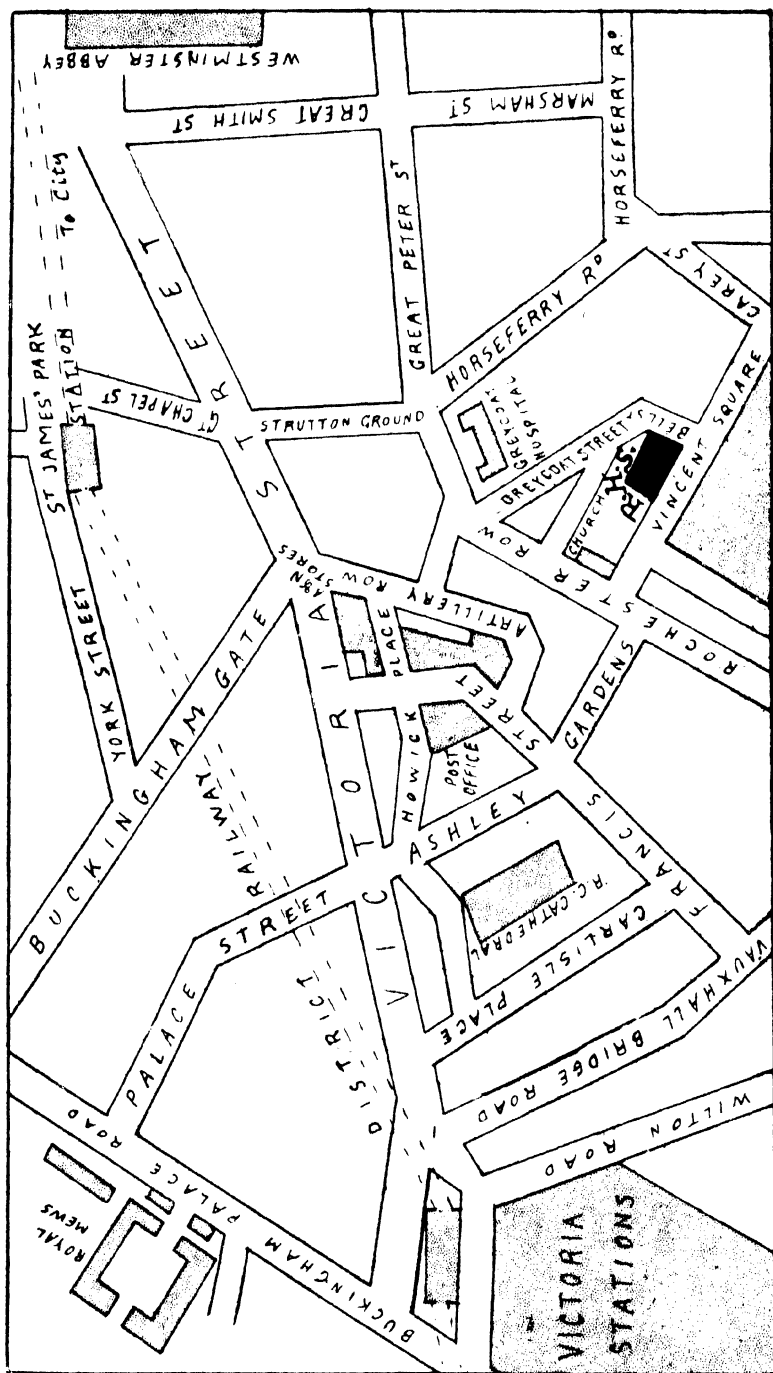 WESTMINSTER ABBEY
GREAT SMITH ST
MARSHAM ST.
HORSEFERRY RD
To City
GREAT PETER ST
HORSEFERRY RD
CAREY ST
ST JAMES' PARK
STATION
GT CHAPEL ST
STRUTTON GROUND
GREYCOAT
HOSPITAL
GREYCOAT STREET
BELL ST
VINCENT SQUARE
R.H.S.
CHURCH
ROCHESTER ROW
VICTORIA STREET
A&N
STORES
ARTILLERY ROW
YORK STREET
BUCKINGHAM GATE
HOWICK PLACE
POST
OFFICE
FRANCIS STREET
ASHLEY GARDENS
DISTRICT RAILWAY
PALACE STREET
R.C. CATHEDRAL
CARLISLE PLACE
VAUXHALL BRIDGE ROAD
WILTON ROAD
BUCKINGHAM PALACE ROAD
ROYAL
MEWS
VICTORIA
STATIONS